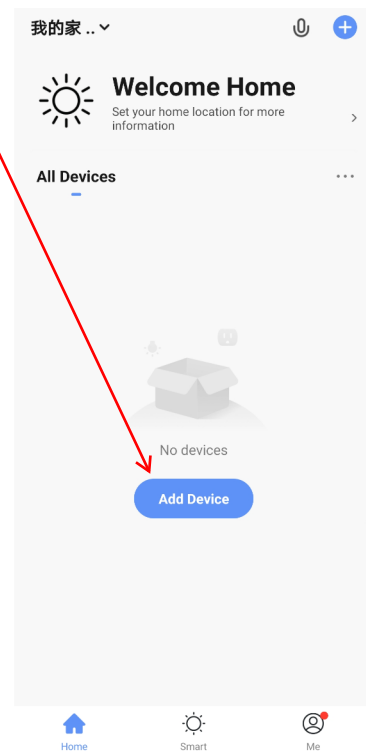 我的家 ..
Welcome Home
Set your home location for more
information
All Devices
No devices
Add Device
Home
Smart
Me